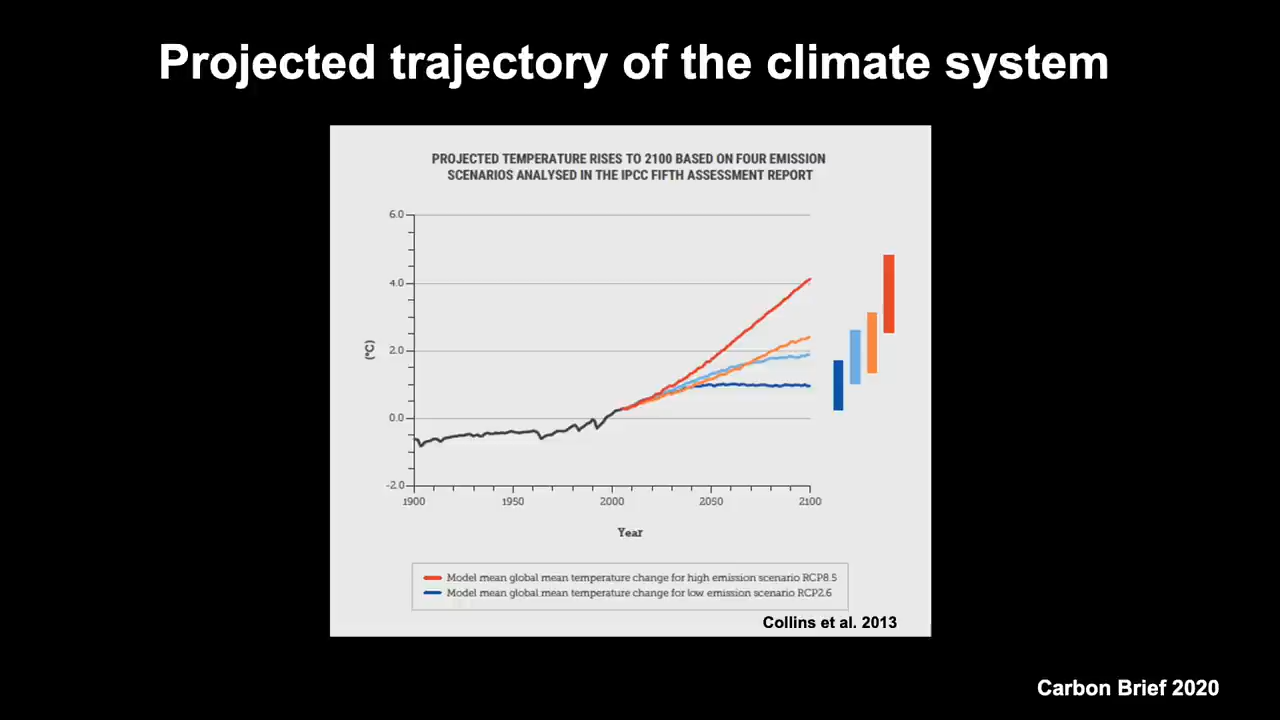 Projected trajectory of the climate system
PROJECTED TEMPERATURE RISES TO 2100 BASED ON FOUR EMISSION
SCENARIOS ANALYSED IN THE IPCC FIFTH ASSESSMENT REPORT
6.0
4.0
2.0
0.0
-2.0
(°C)
1900 1950 2000 2050 2100
Year
Model mean global mean temperature change for high emission scenario RCP8.5
Model mean global mean temperature change for low emission scenario RCP2.6
Collins et al. 2013
Carbon Brief 2020